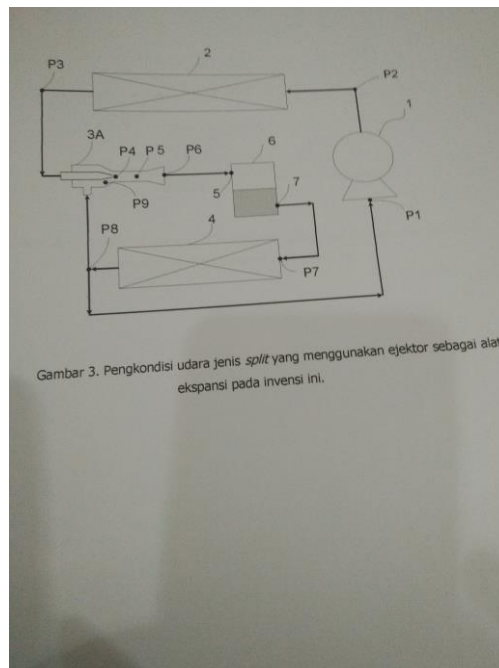 2
P3
P2
1
3A
P4
P 5
P6
6
P9
5
7
P1
P8
4
P7
Gambar 3. Pengkondisi udara jenis split yang menggunakan ejektor sebagai alat
ekspansi pada invensi ini.